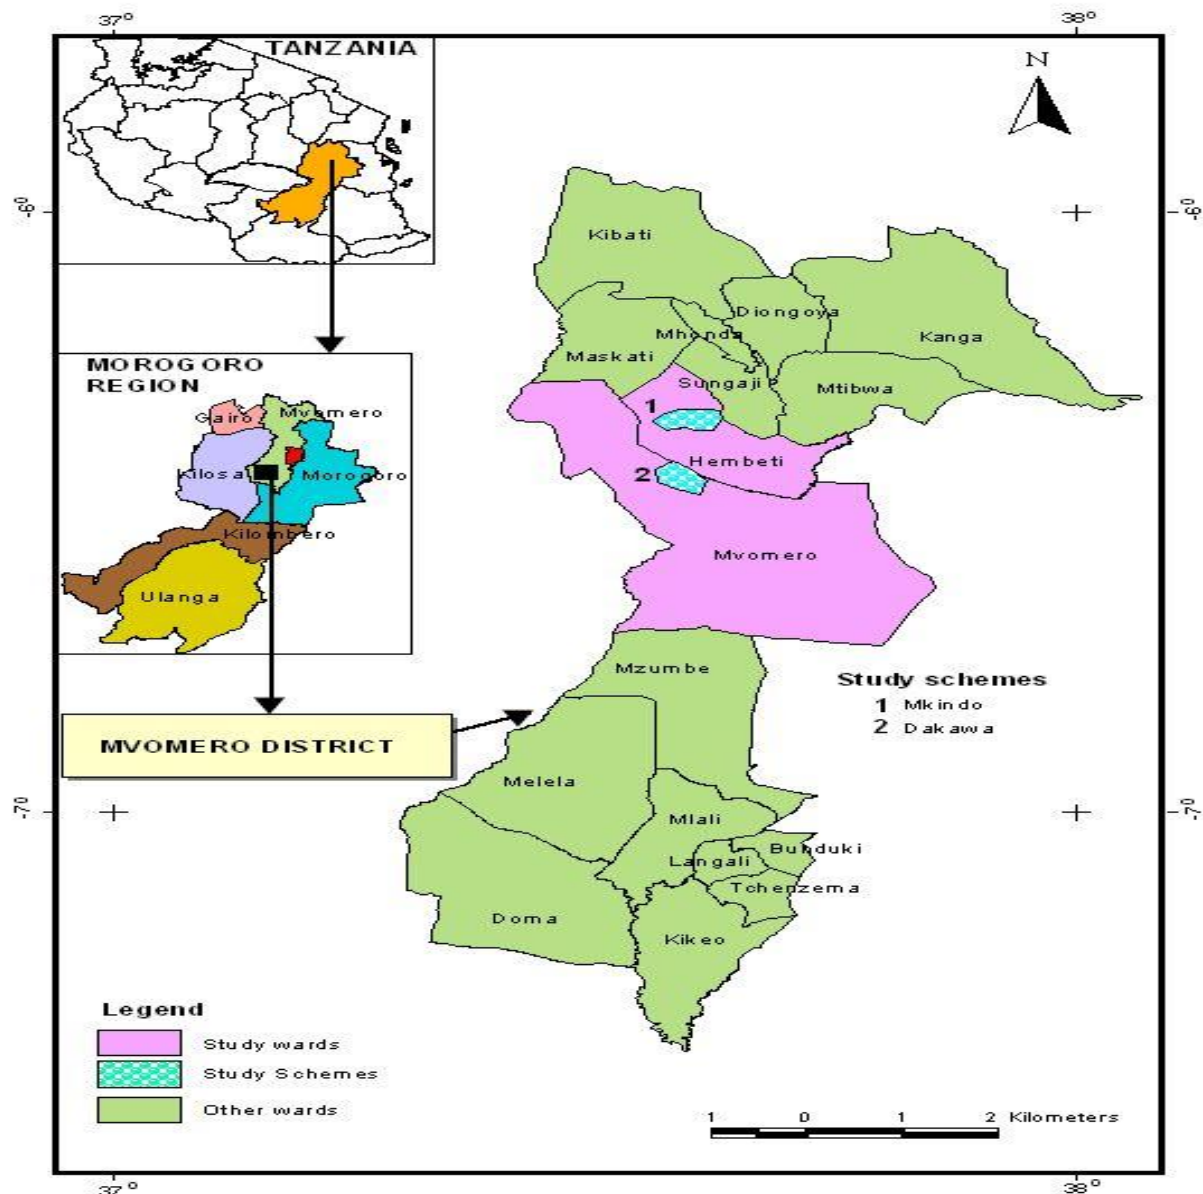 37°
38°
TANZANIA
N
-6°
-6°
Kibati
Diongoya
Mhonda
Kanga
Maskati
Sungaji
Mtibwa
1
Hembeti
2
Mvomero
MOROGORO
REGION
Gairo
Mvomero
Kilosa
Morogoro
Kilombero
Ulanga
Mzumbe
Study schemes
1 Mkindo
2 Dakawa
MVOMERO DISTRICT
Melela
-7°
-7°
Mlali
Bunduki
Langali
Tchenzema
Doma
Kikeo
Legend
Study wards
Study Schemes
Other wards
1 0 1 2 Kilometers
37°
38°